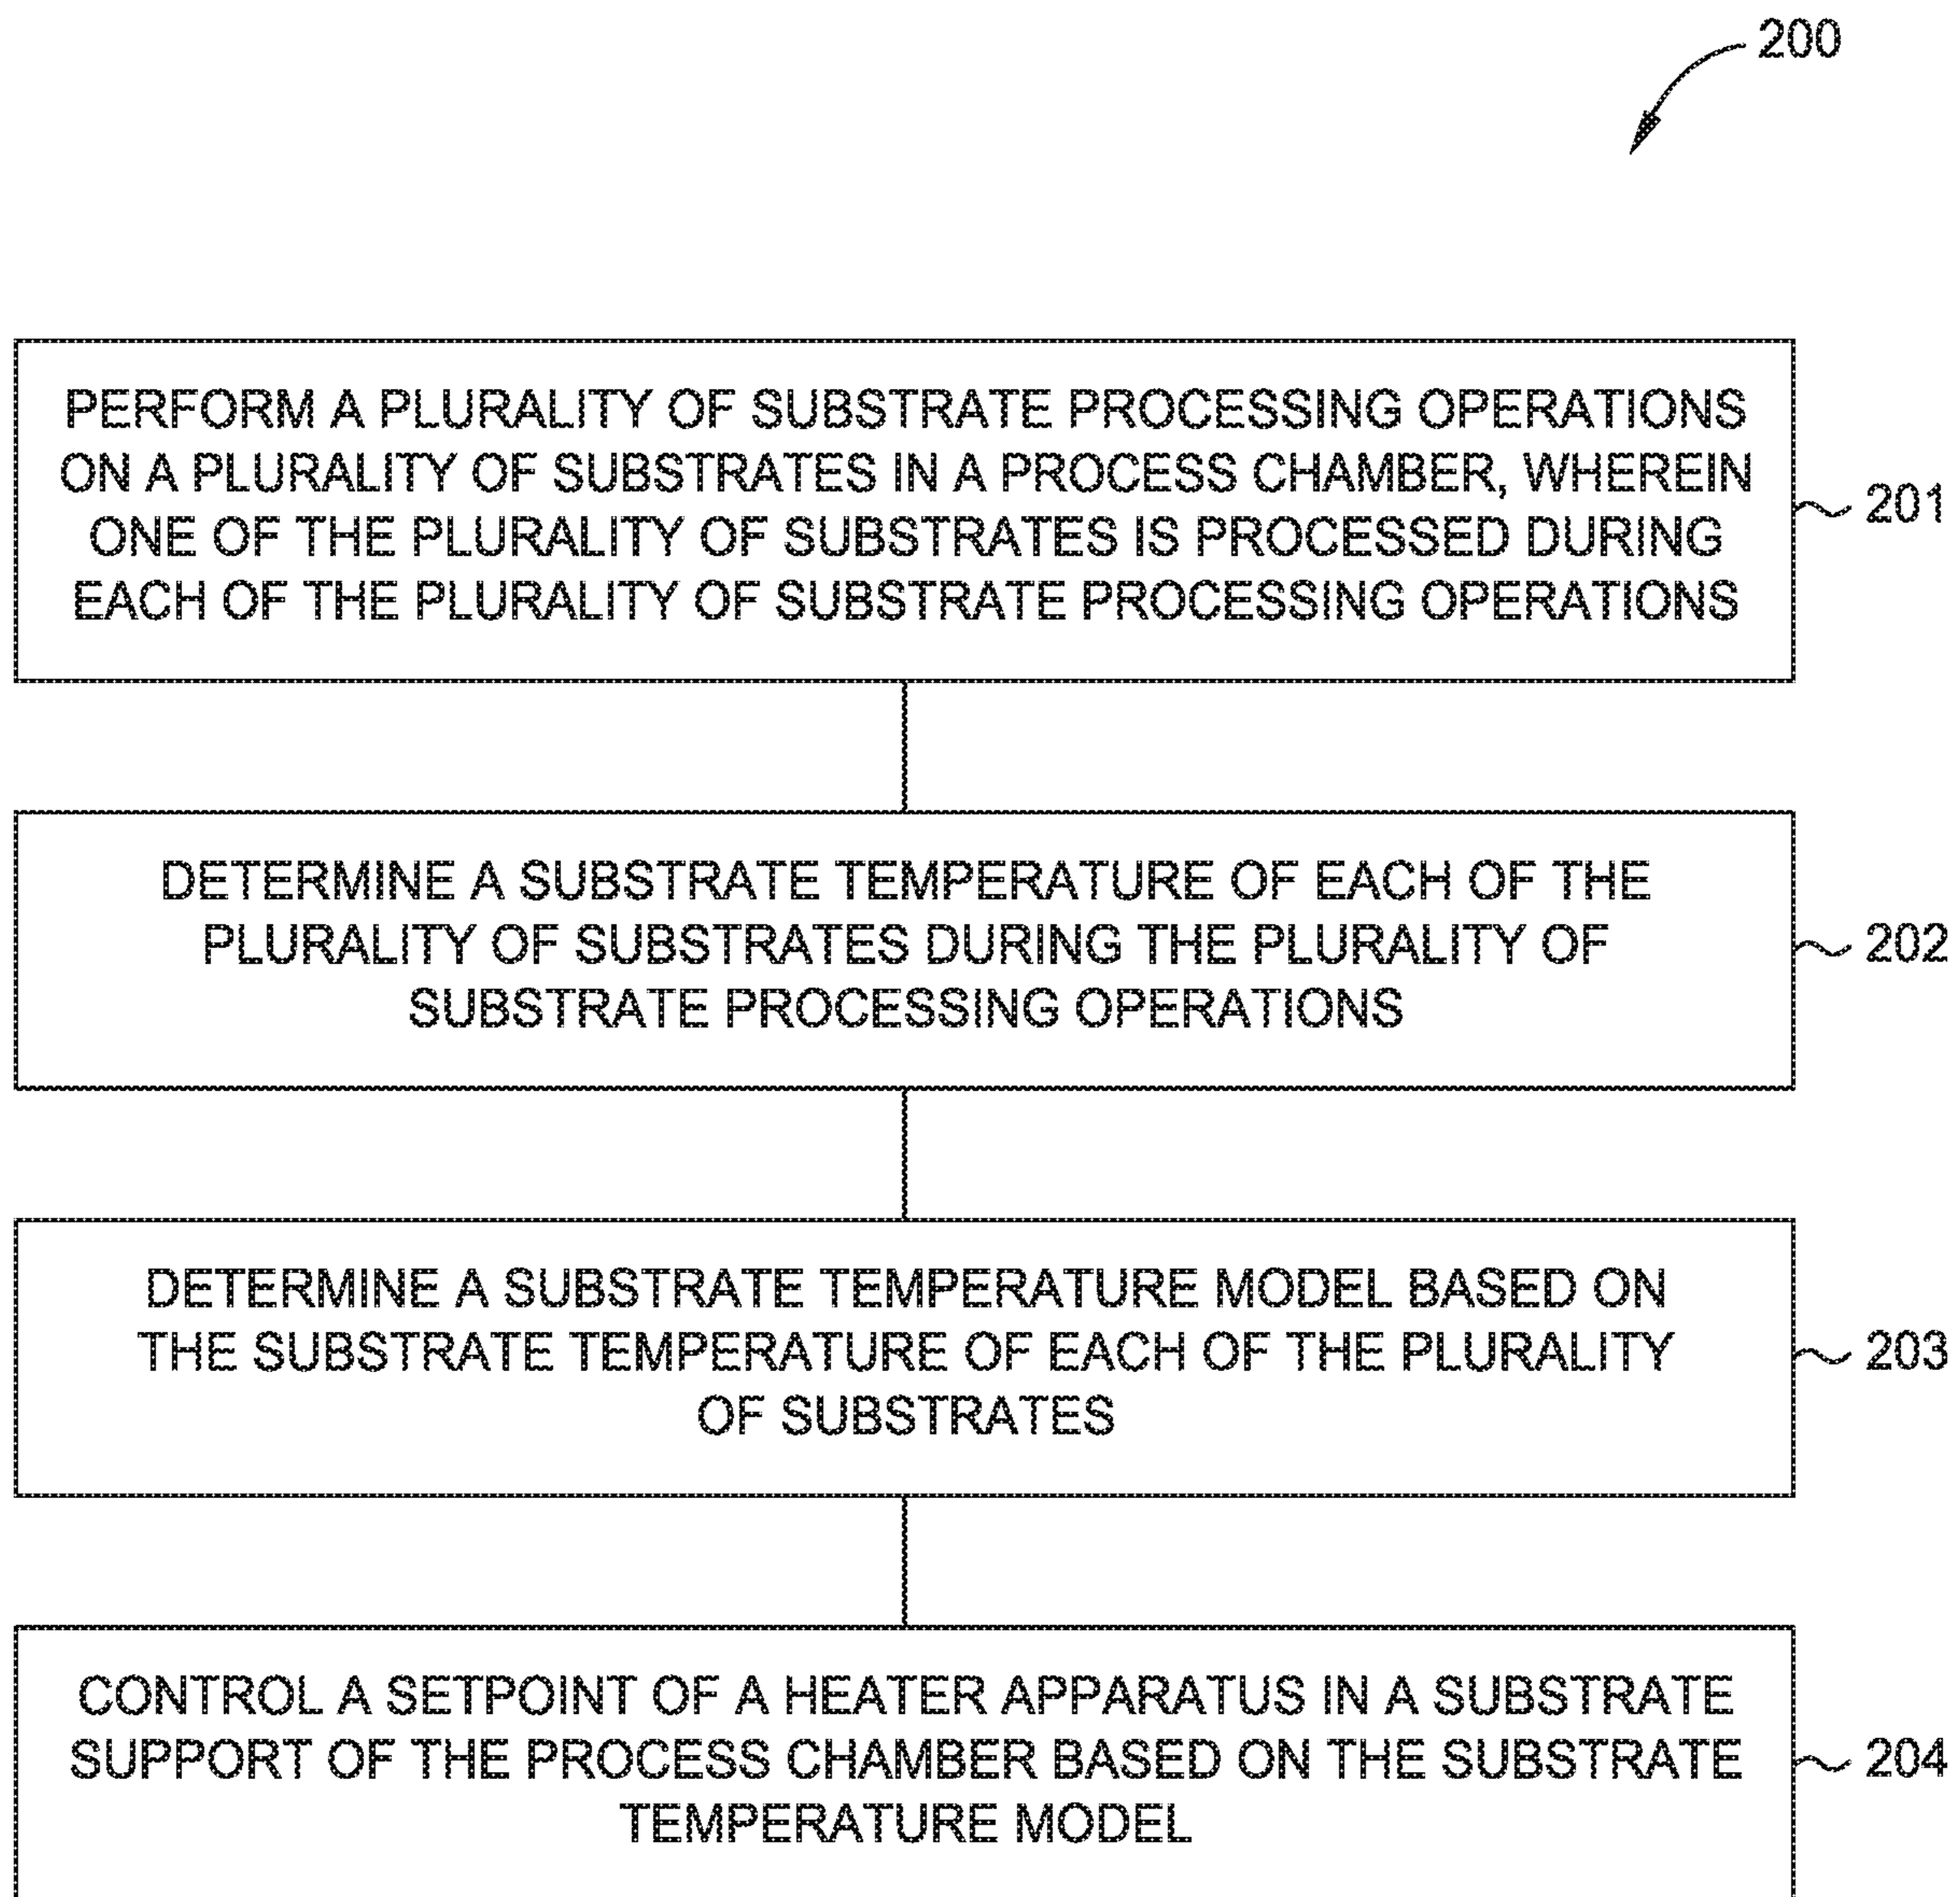 200
PERFORM A PLURALITY OF SUBSTRATE PROCESSING OPERATIONS
ON A PLURALITY OF SUBSTRATES IN A PROCESS CHAMBER, WHEREIN
ONE OF THE PLURALITY OF SUBSTRATES IS PROCESSED DURING
EACH OF THE PLURALITY OF SUBSTRATE PROCESSING OPERATIONS
201
DETERMINE A SUBSTRATE TEMPERATURE OF EACH OF THE
PLURALITY OF SUBSTRATES DURING THE PLURALITY OF
SUBSTRATE PROCESSING OPERATIONS
202
DETERMINE A SUBSTRATE TEMPERATURE MODEL BASED ON
THE SUBSTRATE TEMPERATURE OF EACH OF THE PLURALITY
OF SUBSTRATES
203
CONTROL A SETPOINT OF A HEATER APPARATUS IN A SUBSTRATE
SUPPORT OF THE PROCESS CHAMBER BASED ON THE SUBSTRATE
TEMPERATURE MODEL
204